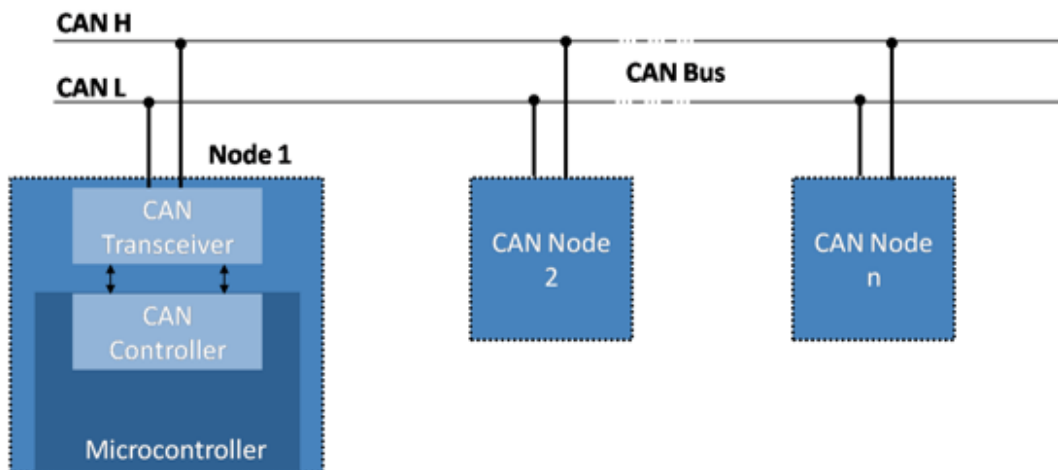 CAN H
CAN Bus
CAN L
Node 1
CAN
Transceiver
CAN
Controller
Microcontroller
CAN Node
2
CAN Node
n